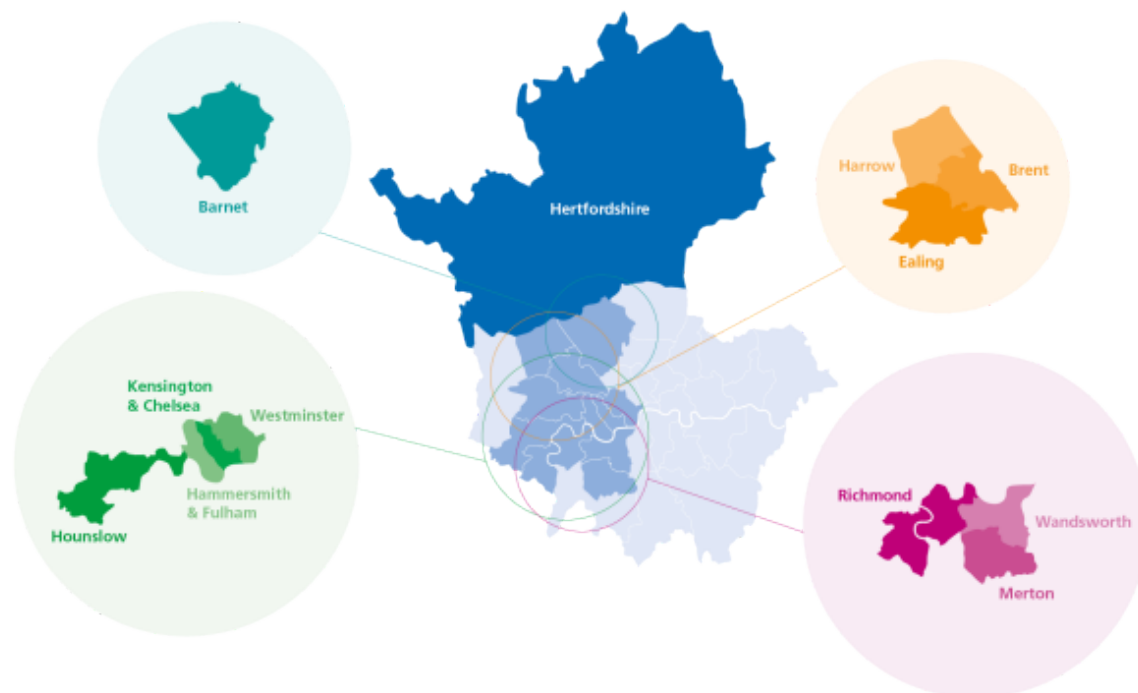 Barnet
Hertfordshire
Harrow
Brent
Ealing
Kensington
& Chelsea
Westminster
Hammersmith
& Fulham
Hounslow
Richmond
Wandsworth
Merton